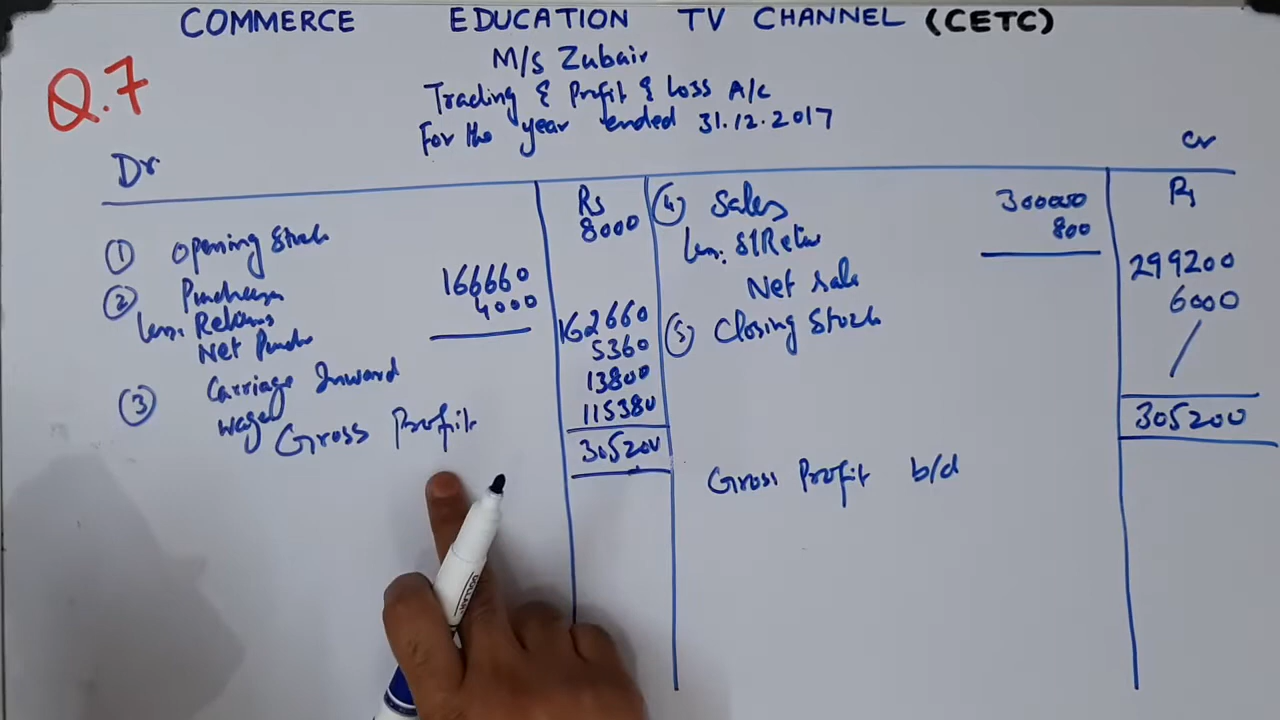 COMMERCE EDUCATION TV CHANNEL (CETC)
Q.7
M/S Zubair
Trading & Profit & Loss A/c
For the year ended 31.12.2017
Dr
Cr
Rs
① Opening Stock 8000
② Purchases 166660
Less: Returns 4000
Net Purchase 162660
③ Carriage Inward 5360
wages 13800
Gross Profit 115380
305200
Rs
④ Sales 300000
Less: S/Return 800
Net Sale 299200
⑤ Closing Stock 6000
305200
Gross Profit b/d